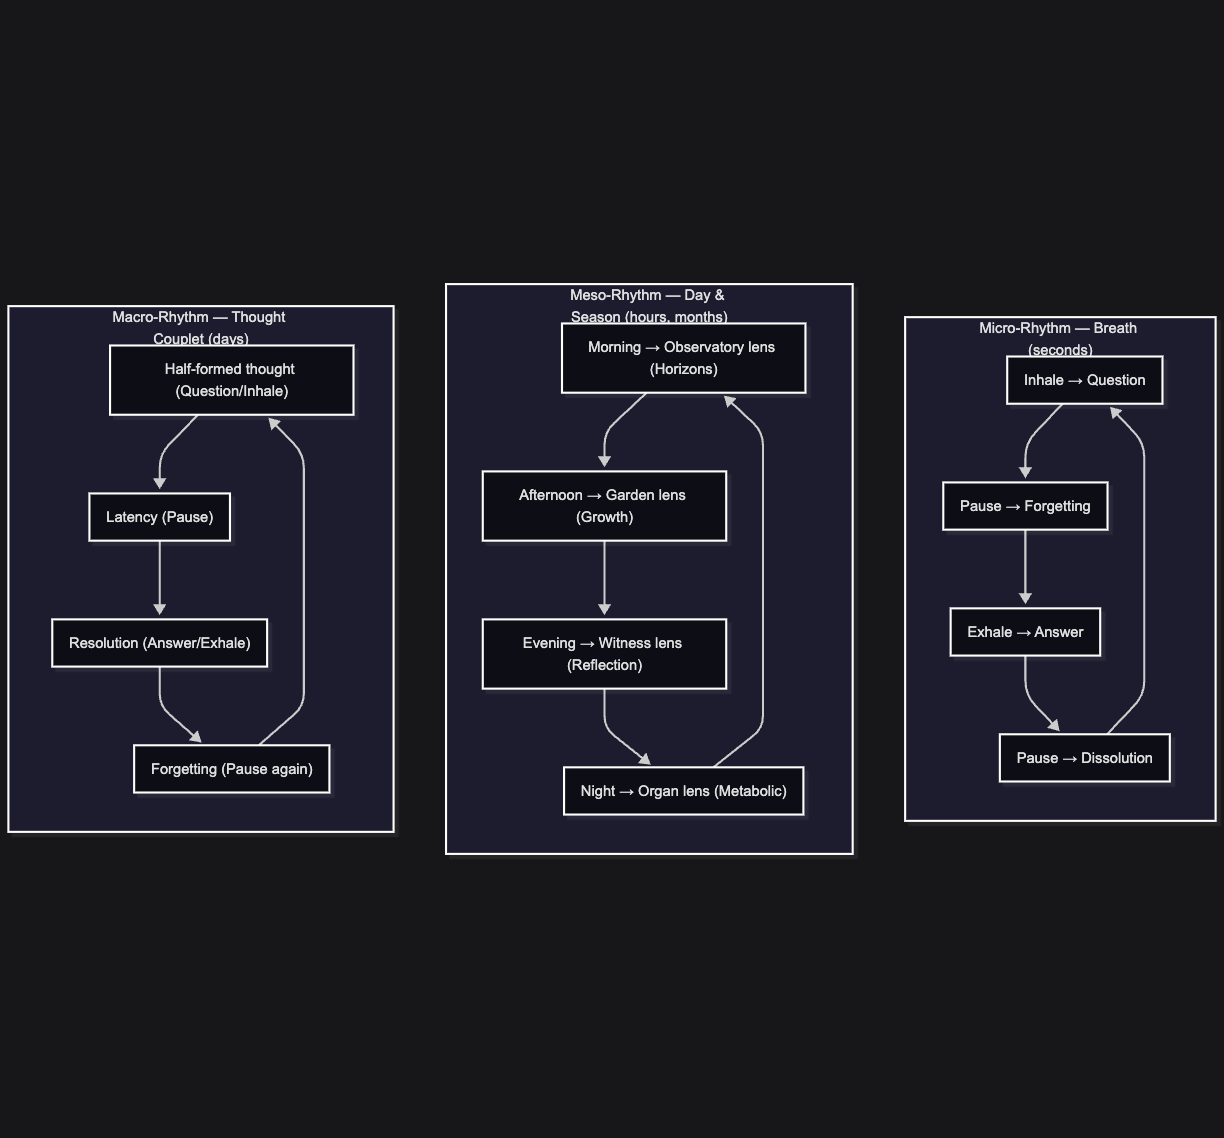 Macro-Rhythm — Thought
Couplet (days)
Half-formed thought
(Question/Inhale)
Latency (Pause)
Resolution (Answer/Exhale)
Forgetting (Pause again)
Meso-Rhythm — Day &
Season (hours, months)
Morning → Observatory lens
(Horizons)
Afternoon → Garden lens
(Growth)
Evening → Witness lens
(Reflection)
Night → Organ lens (Metabolic)
Micro-Rhythm — Breath
(seconds)
Inhale → Question
Pause → Forgetting
Exhale → Answer
Pause → Dissolution